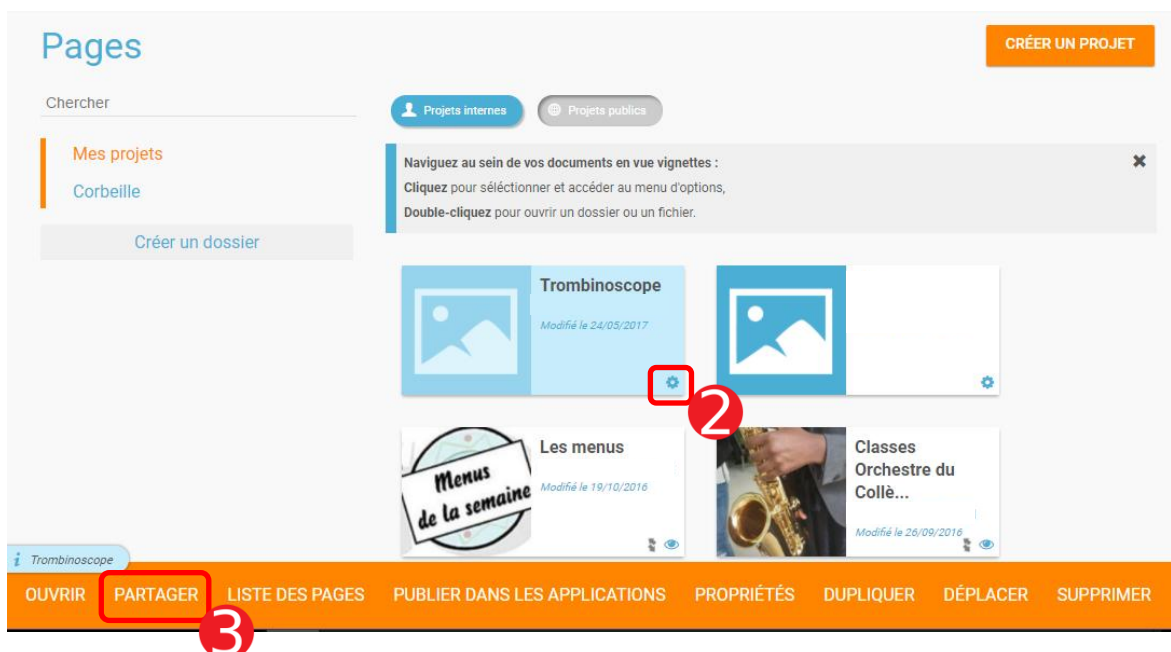 Pages
CRÉER UN PROJET
Chercher
Projets internes
Projets publics
Mes projets
Corbeille
Créer un dossier
Naviguez au sein de vos documents en vue vignettes :
Cliquez pour séléctionner et accéder au menu d'options,
Double-cliquez pour ouvrir un dossier ou un fichier.
Trombinoscope
Modifié le 24/05/2017
2
Menus
de la semaine
Les menus
Modifié le 19/10/2016
Classes
Orchestre du
Collè...
Modifié le 26/09/2016
i Trombinoscope
OUVRIR PARTAGER LISTE DES PAGES PUBLIER DANS LES APPLICATIONS PROPRIÉTÉS DUPLIQUER DÉPLACER SUPPRIMER
3